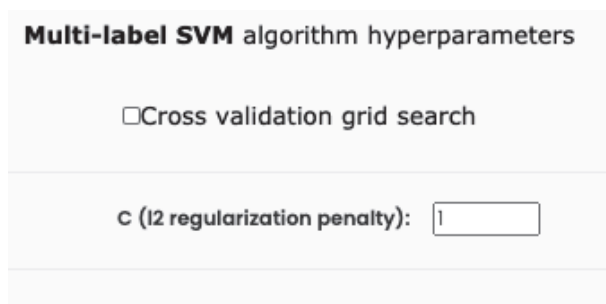 Multi-label SVM algorithm hyperparameters
Cross validation grid search
C (l2 regularization penalty): 1